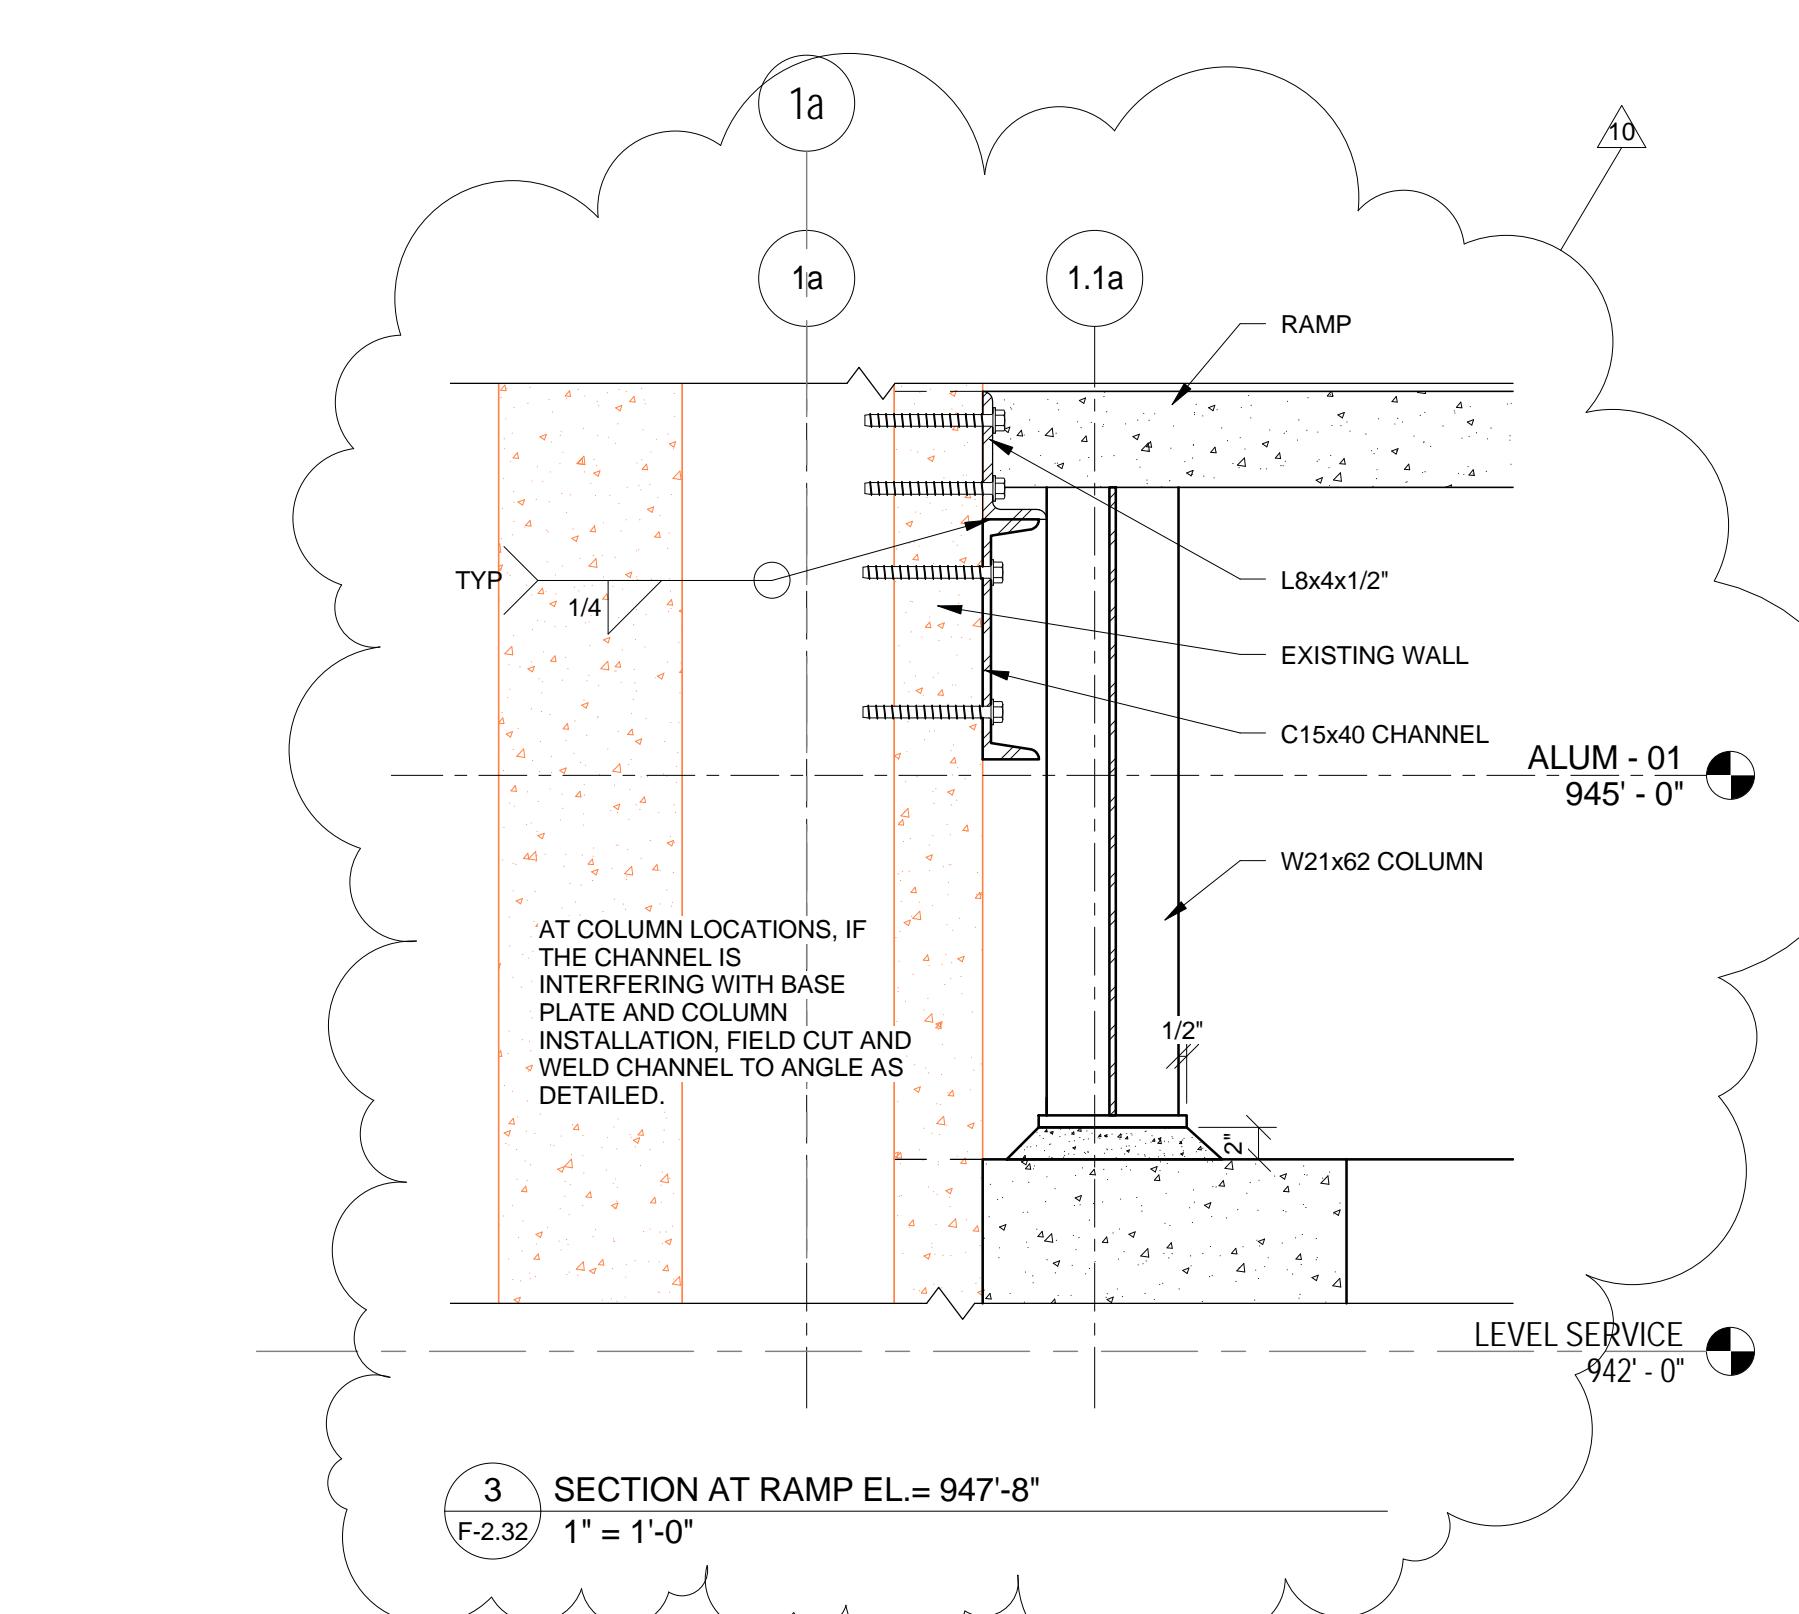 1a
10
1a
1.1a
RAMP
TYP
1/4
L8x4x1/2"
EXISTING WALL
C15x40 CHANNEL
ALUM - 01
945' - 0"
W21x62 COLUMN
AT COLUMN LOCATIONS, IF
THE CHANNEL IS
INTERFERING WITH BASE
PLATE AND COLUMN
INSTALLATION, FIELD CUT AND
WELD CHANNEL TO ANGLE AS
DETAILED.
1/2"
2"
LEVEL SERVICE
942' - 0"
3
F-2.32
SECTION AT RAMP EL.= 947'-8"
1" = 1'-0"